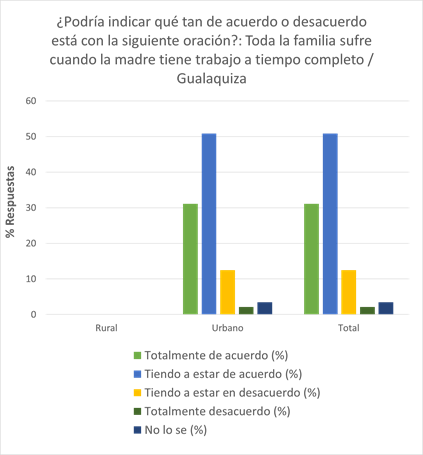 ¿Podría indicar qué tan de acuerdo o desacuerdo
está con la siguiente oración?: Toda la familia sufre
cuando la madre tiene trabajo a tiempo completo /
Gualaquiza
% Respuestas
60
50
40
30
20
10
0
Rural
Urbano
Total
Totalmente de acuerdo (%)
Tiendo a estar de acuerdo (%)
Tiendo a estar en desacuerdo (%)
Totalmente desacuerdo (%)
No lo se (%)